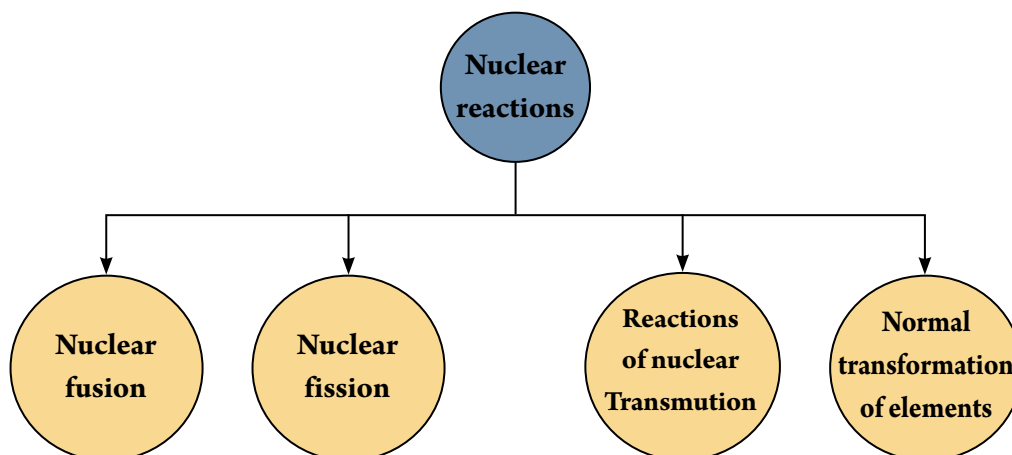 Nuclear
reactions
Nuclear
fusion
Nuclear
fission
Reactions
of nuclear
Transmution
Normal
transformation
of elements